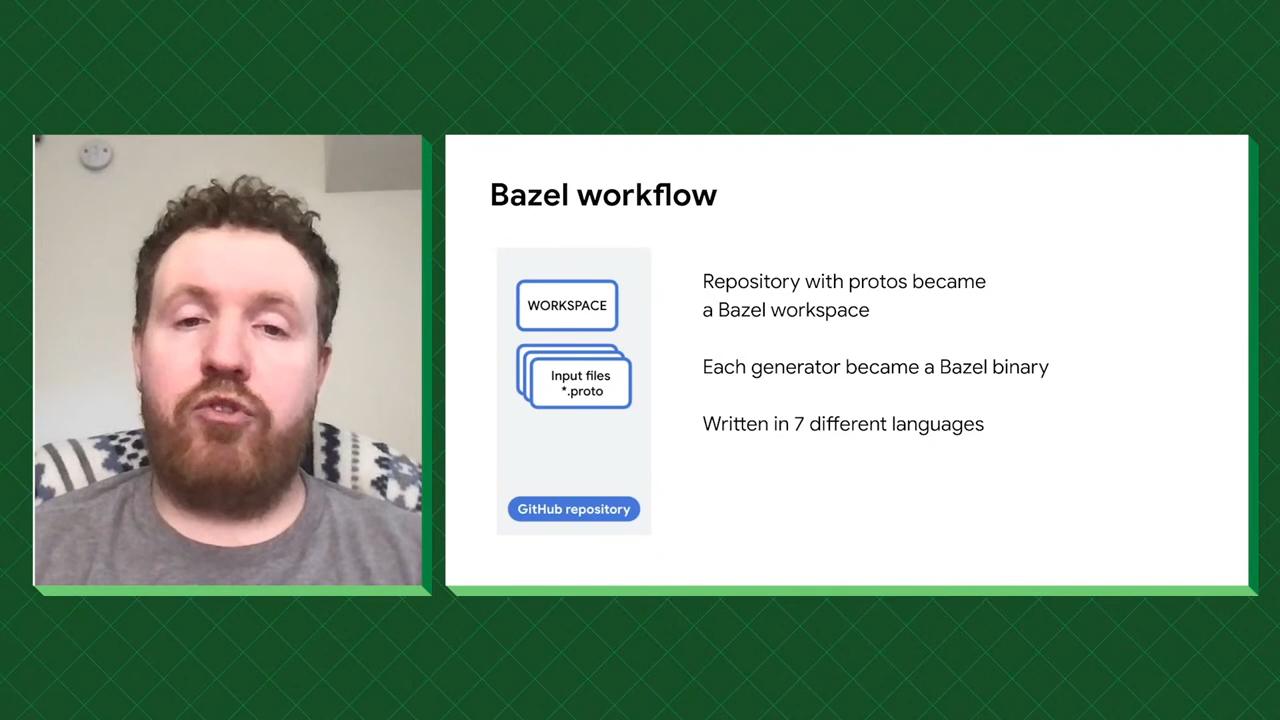 Bazel workflow
WORKSPACE
Input files
*.proto
GitHub repository
Repository with protos became
a Bazel workspace
Each generator became a Bazel binary
Written in 7 different languages